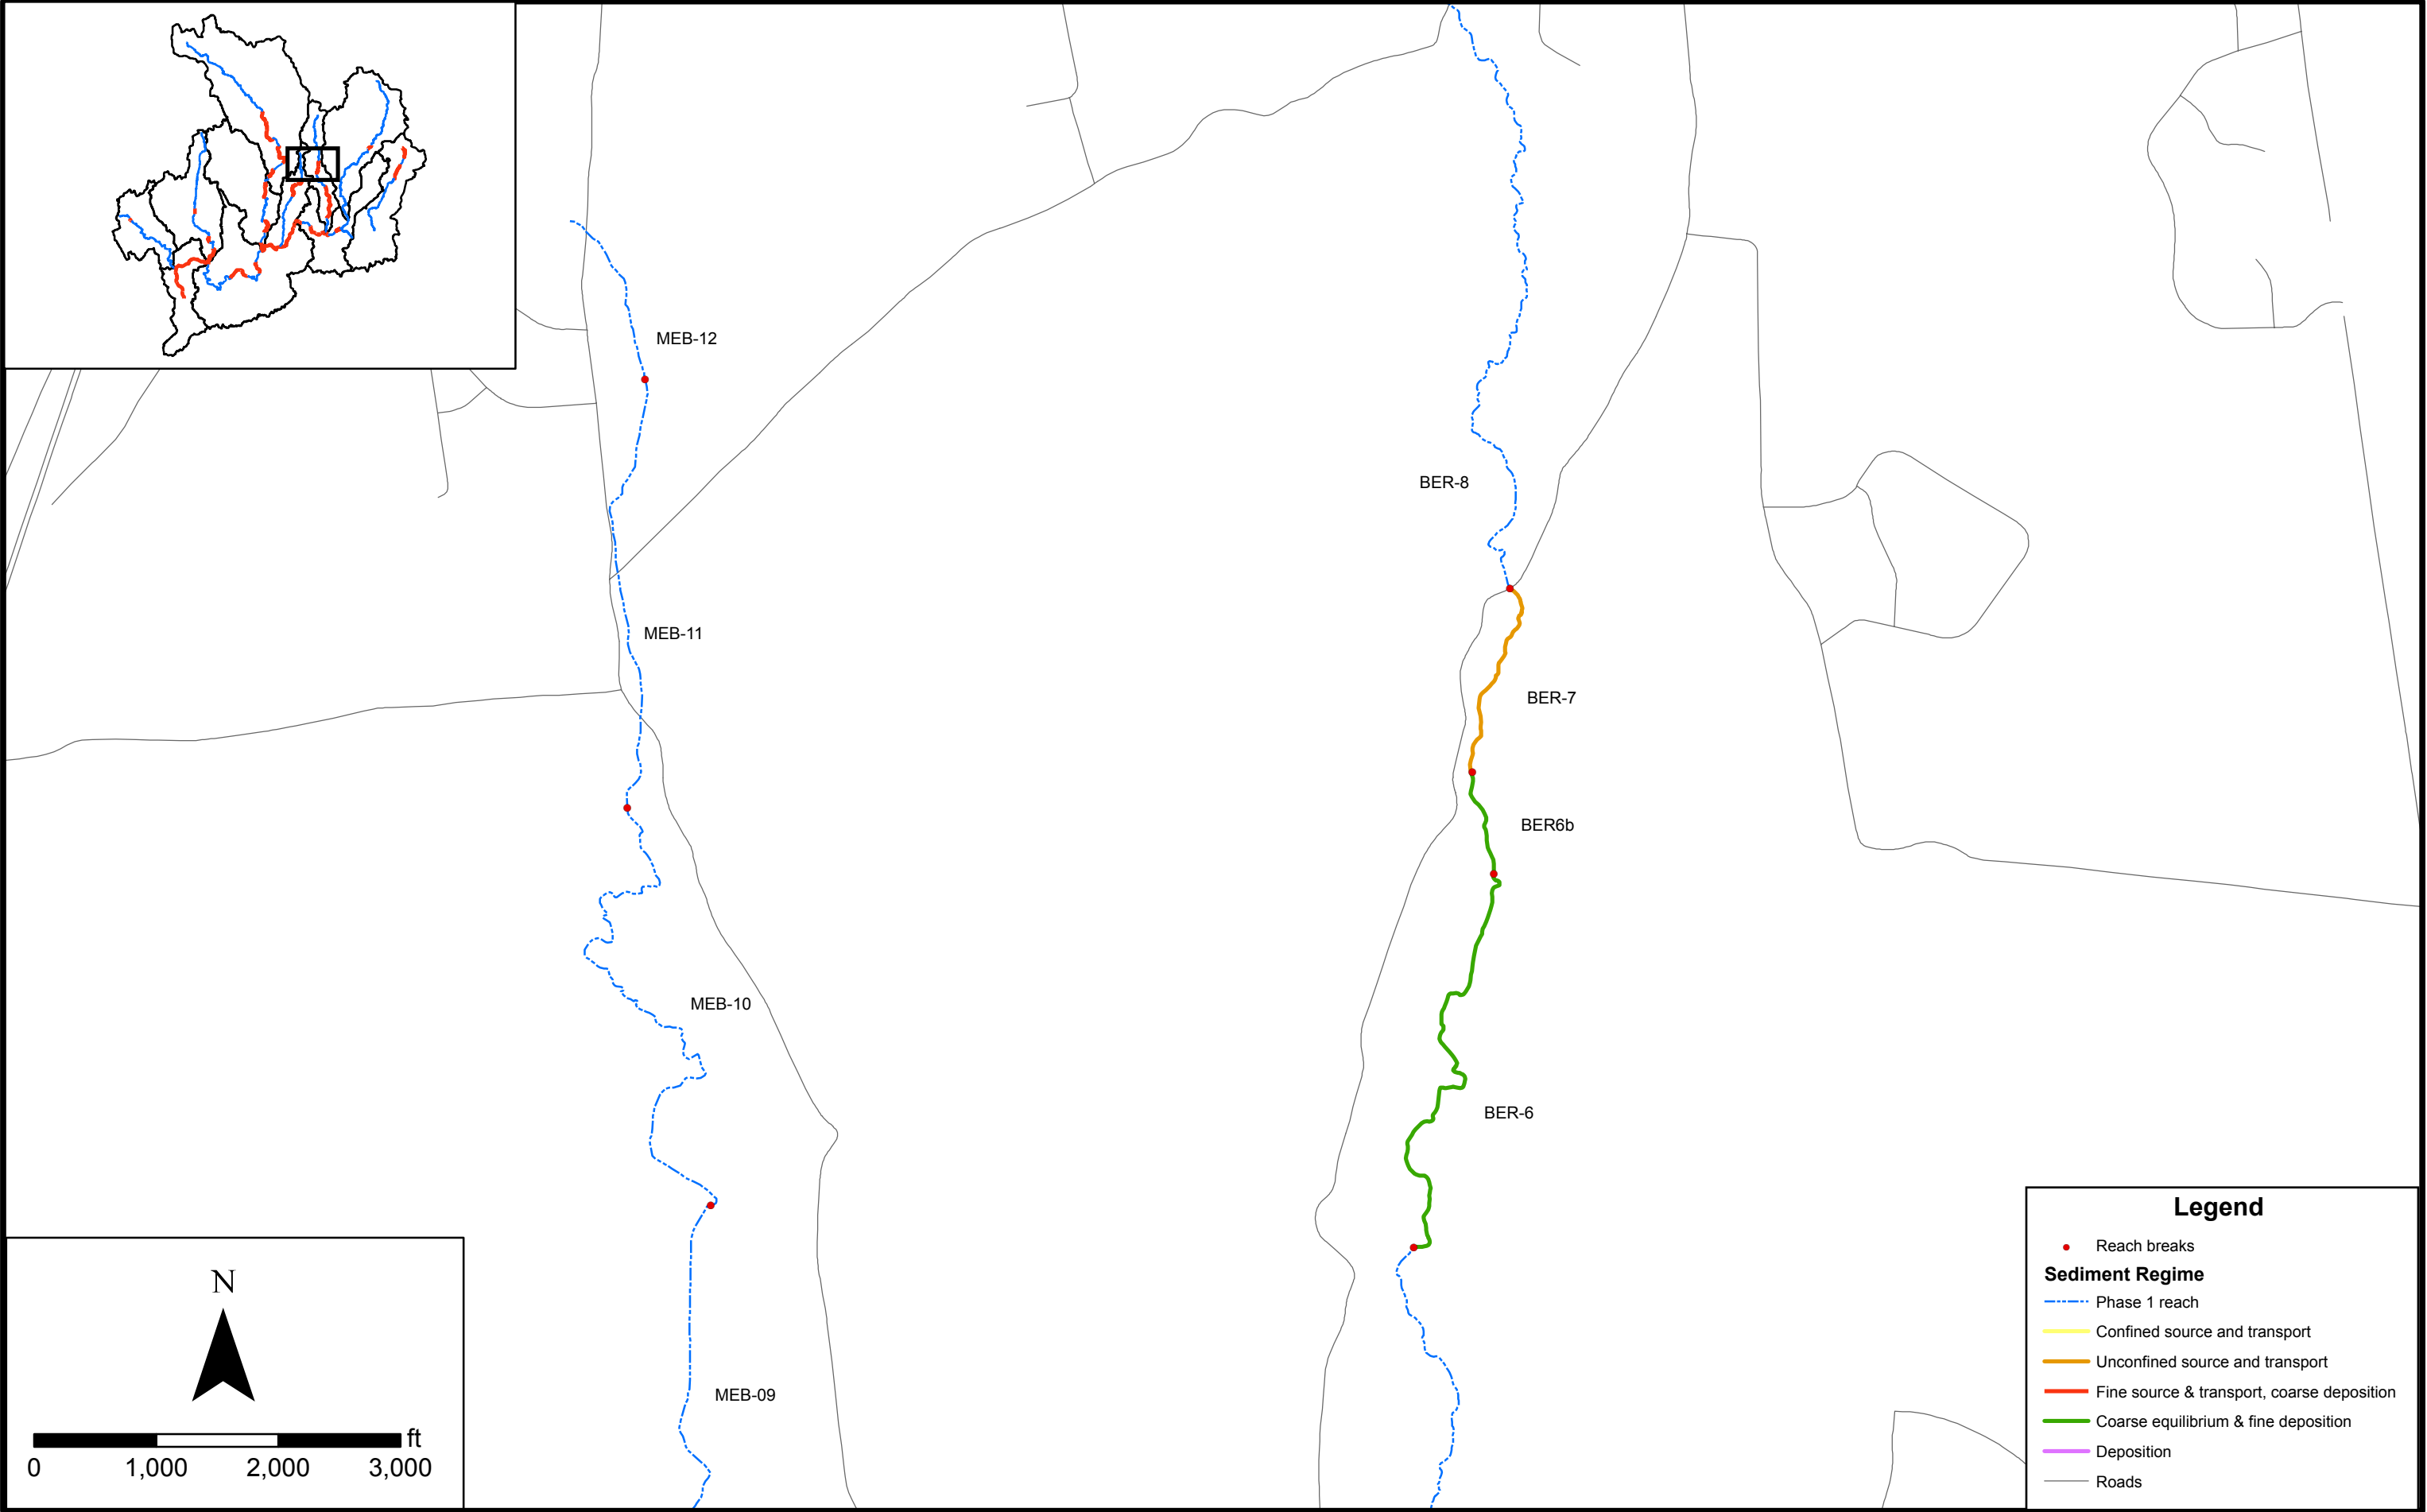 MEB-12
BER-8
MEB-11
BER-7
BER6b
MEB-10
BER-6
MEB-09
N
ft
0 1,000 2,000 3,000
Legend
Reach breaks
Sediment Regime
Phase 1 reach
Confined source and transport
Unconfined source and transport
Fine source & transport, coarse deposition
Coarse equilibrium & fine deposition
Deposition
Roads